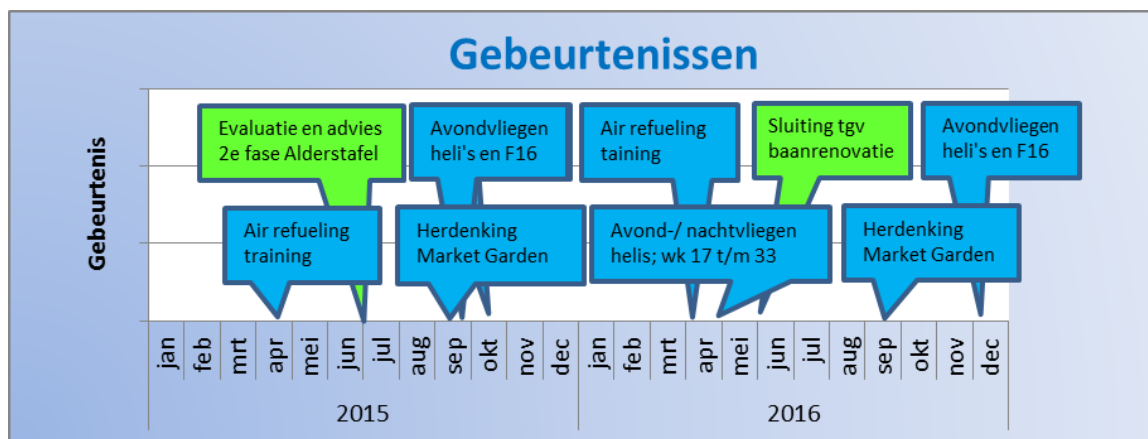 Gebeurtenissen
Gebeurtenis
Evaluatie en advies
2e fase Alderstafel
Avondvliegen
heli's en F16
Air refueling
taining
Sluiting tgv
baanrenovatie
Avondvliegen
heli's en F16
Air refueling
training
Herdenking
Market Garden
Avond-/ nachtvliegen
helis; wk 17 t/m 33
Herdenking
Market Garden
jan feb mrt apr mei jun jul aug sep okt nov dec jan feb mrt apr mei jun jul aug sep okt nov dec
2015 2016